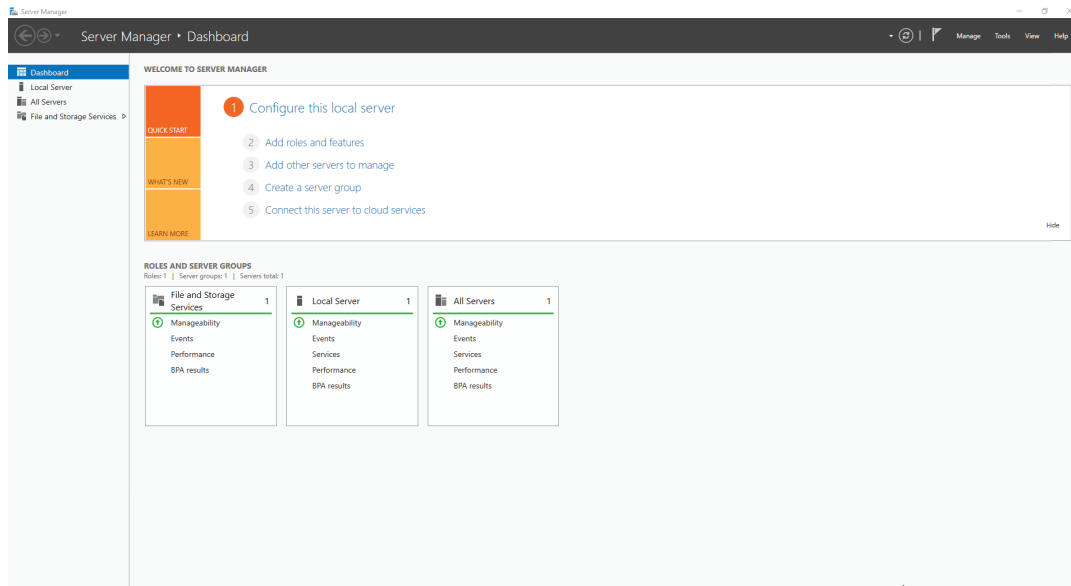 Server Manager
Server Manager • Dashboard
Manage Tools View Help
Dashboard
Local Server
All Servers
File and Storage Services
WELCOME TO SERVER MANAGER
QUICK START
WHAT'S NEW
LEARN MORE
1 Configure this local server
2 Add roles and features
3 Add other servers to manage
4 Create a server group
5 Connect this server to cloud services
Hide
ROLES AND SERVER GROUPS
Roles: 1 | Server groups: 1 | Servers total: 1
File and Storage
Services 1
Manageability
Events
Performance
BPA results
Local Server 1
Manageability
Events
Services
Performance
BPA results
All Servers 1
Manageability
Events
Services
Performance
BPA results